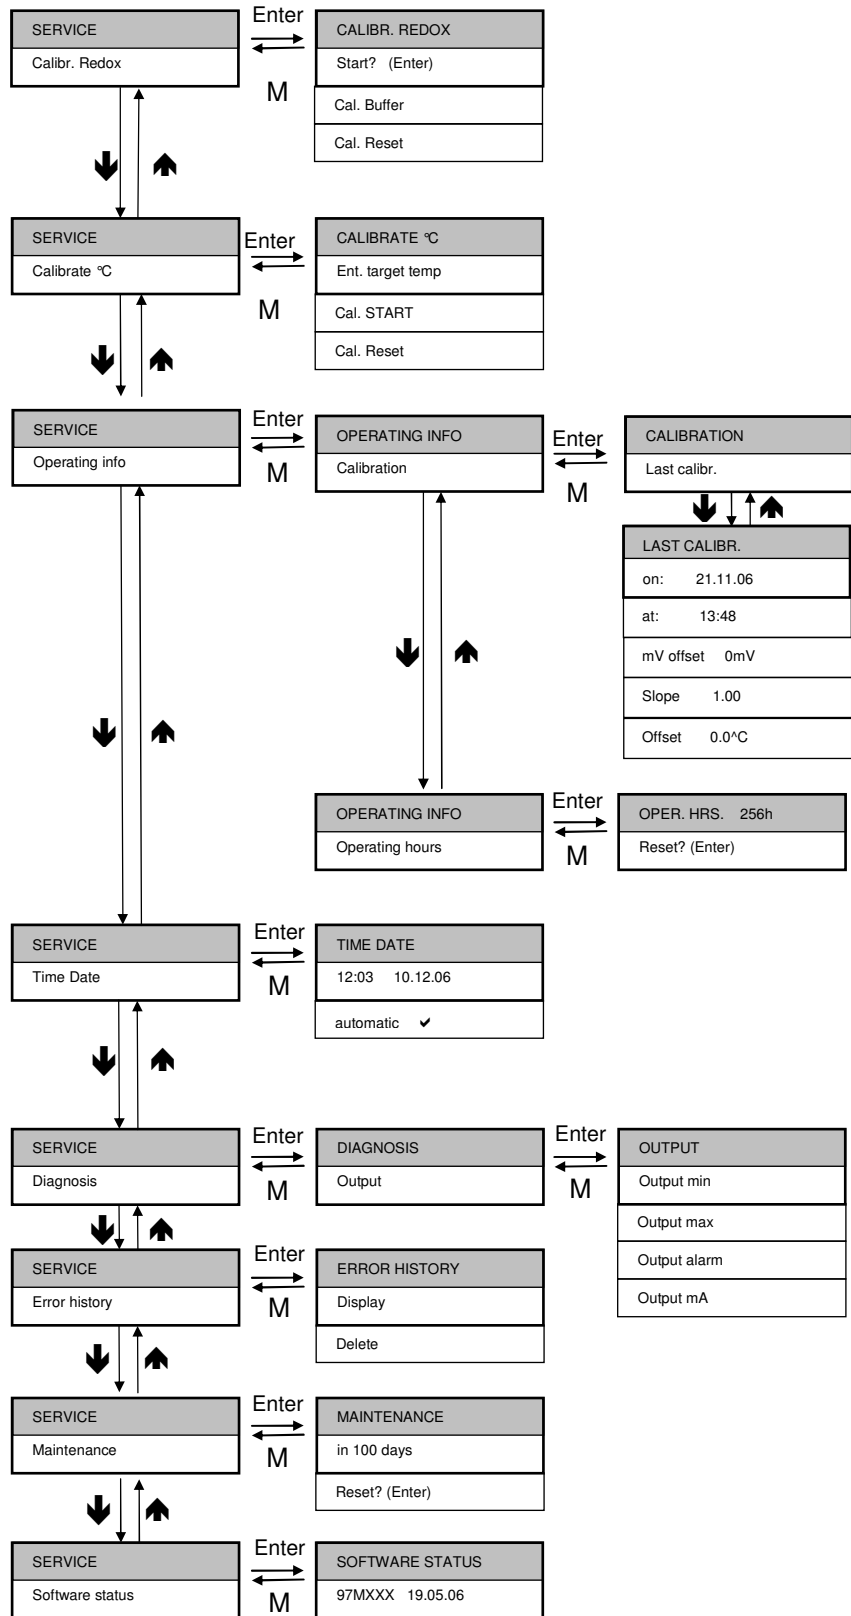 SERVICE
Calibr. Redox
Enter
M
CALIBR. REDOX
Start? (Enter)
Cal. Buffer
Cal. Reset
SERVICE
Calibrate °C
Enter
M
CALIBRATE °C
Ent. target temp
Cal. START
Cal. Reset
SERVICE
Operating info
Enter
M
OPERATING INFO
Calibration
Enter
M
CALIBRATION
Last calibr.
LAST CALIBR.
on: 21.11.06
at: 13:48
mV offset 0mV
Slope 1.00
Offset 0.0^C
OPERATING INFO
Operating hours
Enter
M
OPER. HRS. 256h
Reset? (Enter)
SERVICE
Time Date
Enter
M
TIME DATE
12:03 10.12.06
automatic ✔
SERVICE
Diagnosis
Enter
M
DIAGNOSIS
Output
Enter
M
OUTPUT
Output min
Output max
Output alarm
Output mA
SERVICE
Error history
Enter
M
ERROR HISTORY
Display
Delete
SERVICE
Maintenance
Enter
M
MAINTENANCE
in 100 days
Reset? (Enter)
SERVICE
Software status
Enter
M
SOFTWARE STATUS
97MXXX 19.05.06